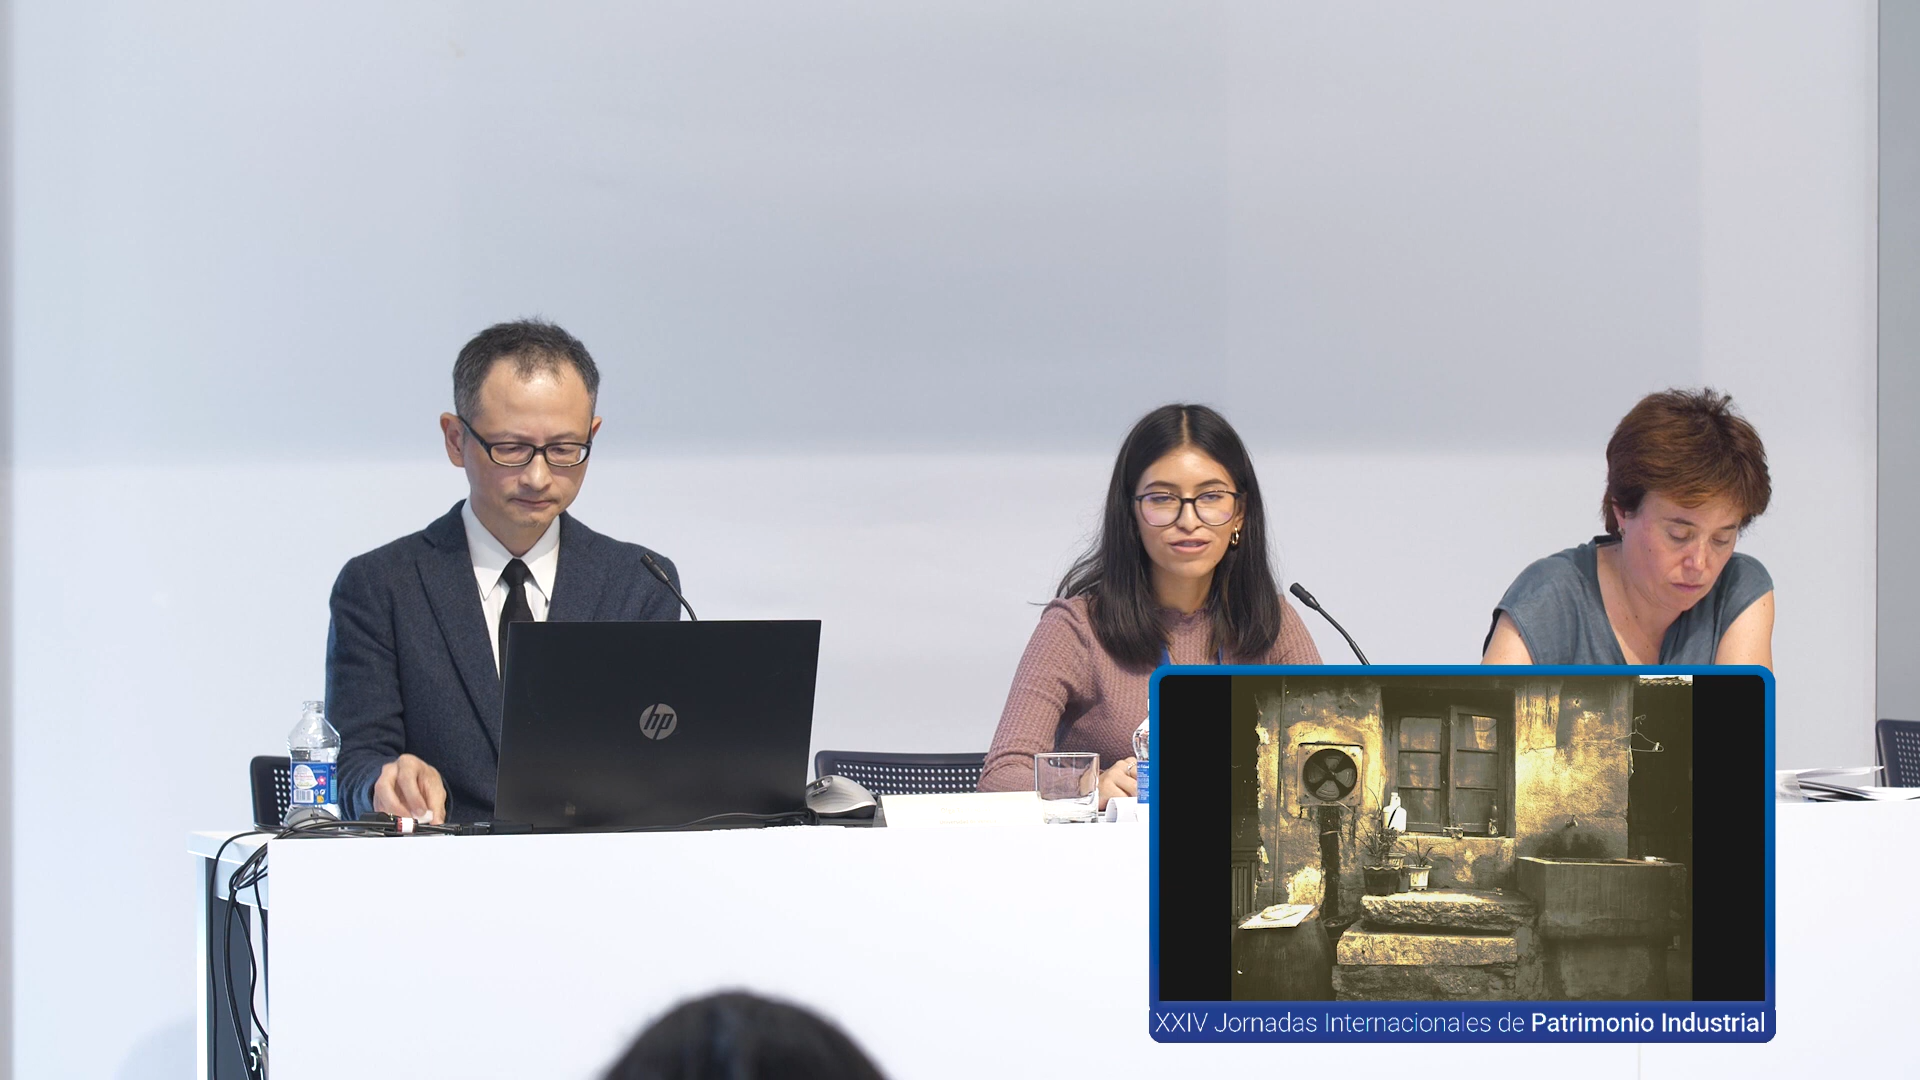 hp
XXIV Jornadas Internacionales de Patrimonio Industrial